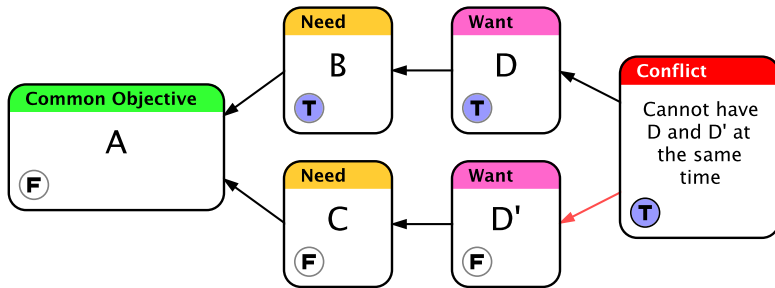 Need
B
T
Want
D
T
Common Objective
A
F
Conflict
Cannot have
D and D' at
the same
time
T
Need
C
F
Want
D'
F